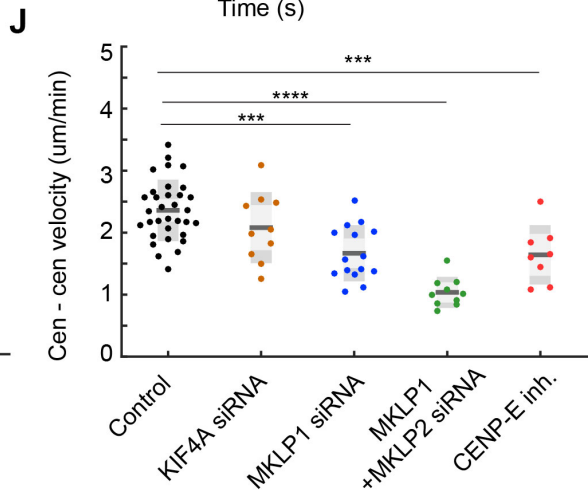 J
Time (s)
Cen - cen velocity (um/min)
5
4
3
2
1
0
***
****
***
Control
KIF4A siRNA
MKLP1 siRNA
MKLP1
+MKLP2 siRNA
CENP-E inh.